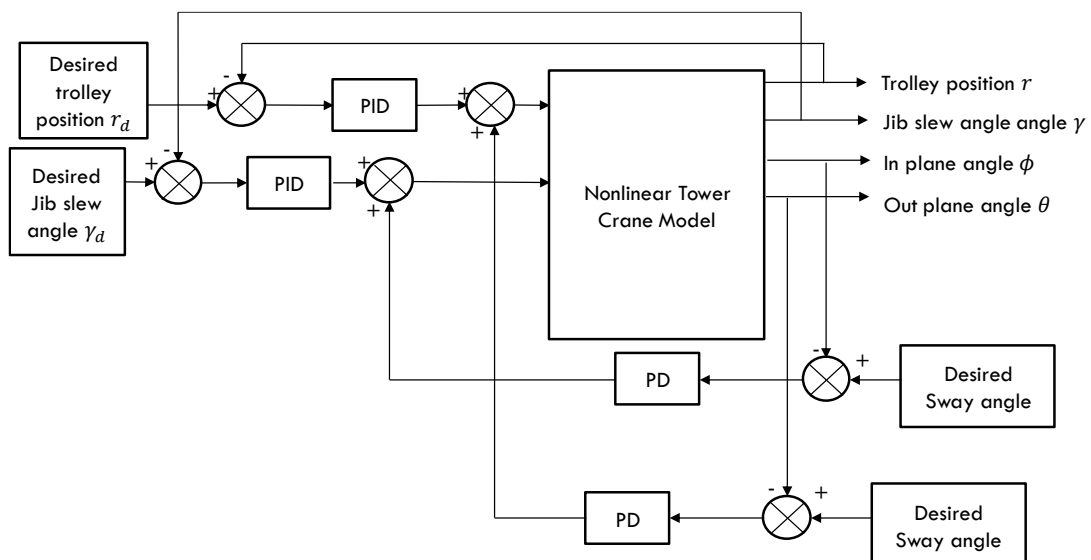 Desired
trolley
position r_d
Desired
Jib slew
angle γ_d
+
-
+
-
PID
PID
+
+
+
+
Nonlinear Tower
Crane Model
Trolley position r
Jib slew angle angle γ
In plane angle ϕ
Out plane angle θ
PD
-
+
Desired
Sway angle
PD
-
+
Desired
Sway angle